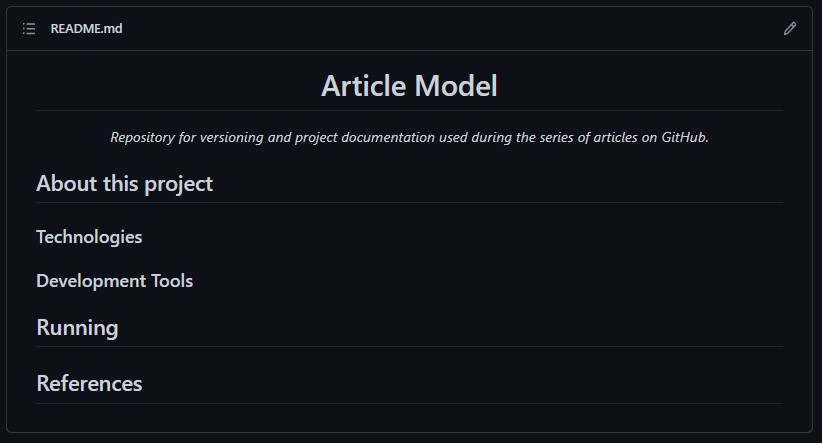 README.md
Article Model
Repository for versioning and project documentation used during the series of articles on GitHub.
About this project
Technologies
Development Tools
Running
References